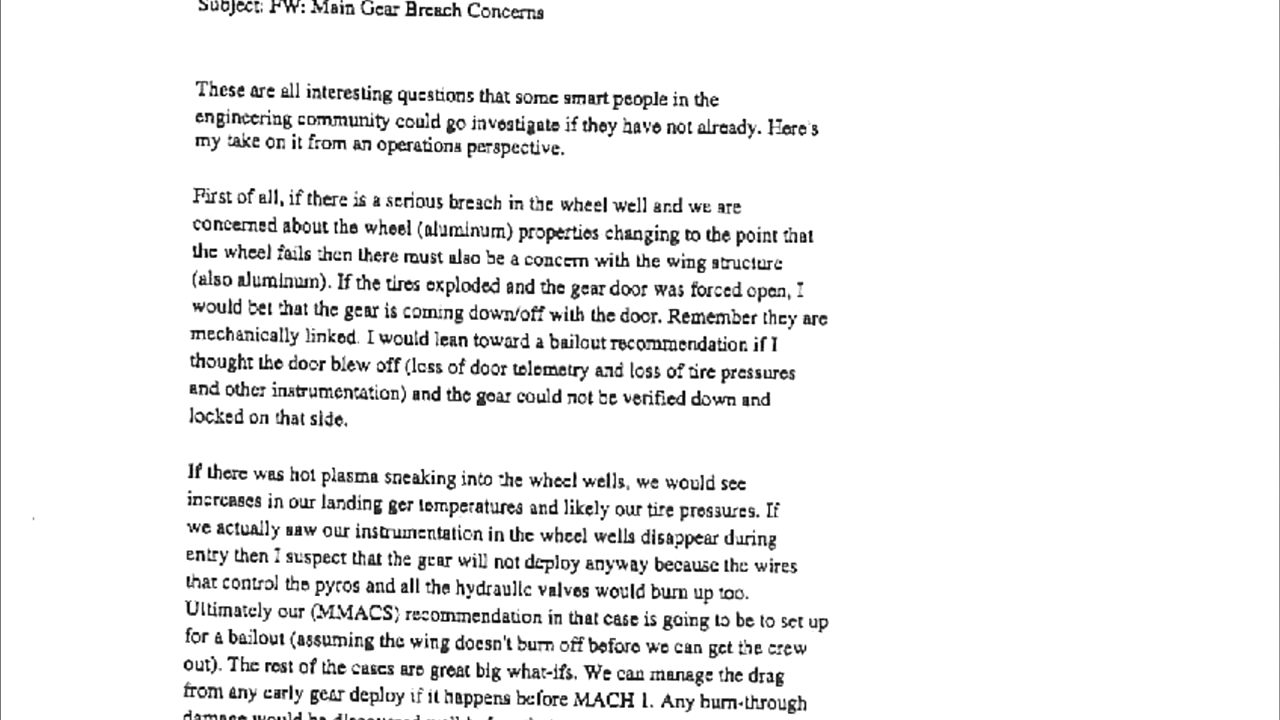 Subject: FW: Main Gear Breach Concerns
These are all interesting questions that some smart people in the
engineering community could go investigate if they have not already. Here's
my take on it from an operations perspective.
First of all, if there is a serious breach in the wheel well and we are
concerned about the wheel (aluminum) properties changing to the point that
the wheel fails then there must also be a concern with the wing structure
(also aluminum). If the tires exploded and the gear door was forced open, I
would bet that the gear is coming down/off with the door. Remember they are
mechanically linked. I would lean toward a bailout recommendation if I
thought the door blew off (loss of door telemetry and loss of tire pressures
and other instrumentation) and the gear could not be verified down and
locked on that side.
If there was hot plasma sneaking into the wheel wells, we would see
increases in our landing ger temperatures and likely our tire pressures. If
we actually saw our instrumentation in the wheel wells disappear during
entry then I suspect that the gear will not deploy anyway because the wires
that control the pyros and all the hydraulic valves would burn up too.
Ultimately our (MMACS) recommendation in that case is going to be to set up
for a bailout (assuming the wing doesn't burn off before we can get the crew
out). The rest of the cases are great big what-ifs. We can manage the drag
from any early gear deploy if it happens before MACH 1. Any burn-through
damage would be discovered well